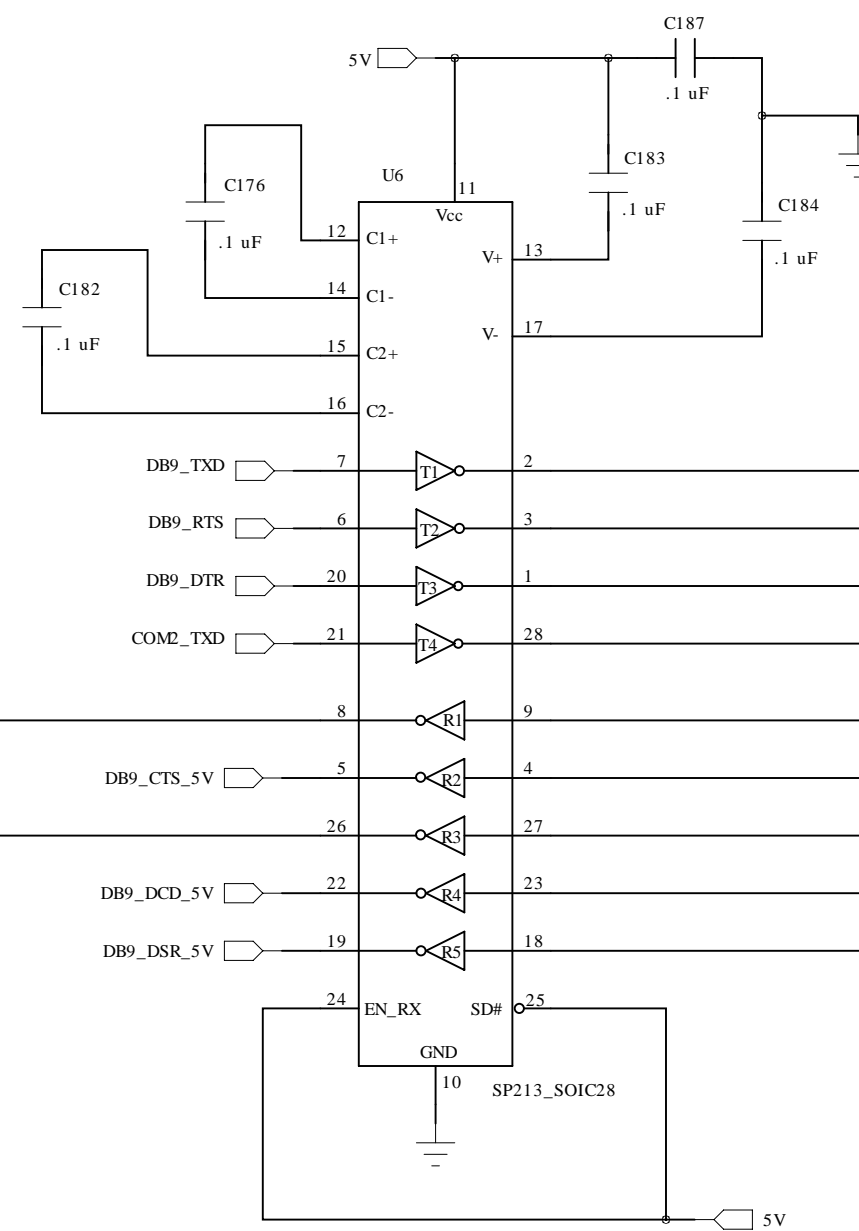 C187
5V
.1 uF
C183
.1 uF
C184
.1 uF
U6
11
Vcc
C176
.1 uF
12
C1+
V+
13
14
C1-
C182
.1 uF
V-
17
15
C2+
16
C2-
DB9_TXD
7
T1
2
DB9_RTS
6
T2
3
DB9_DTR
20
T3
1
COM2_TXD
21
T4
28
8
R1
9
DB9_CTS_5V
5
R2
4
26
R3
27
DB9_DCD_5V
22
R4
23
DB9_DSR_5V
19
R5
18
24
EN_RX
SD#
25
GND
10
SP213_SOIC28
5V